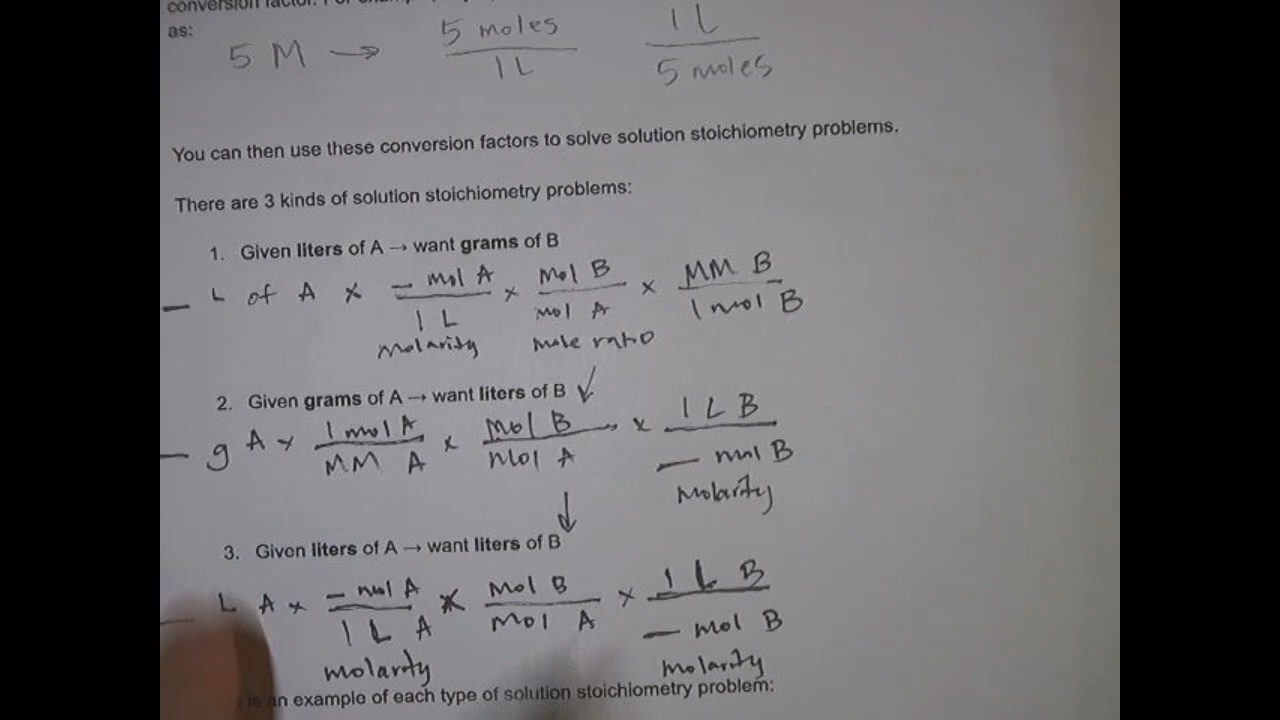 conversion factor.
as:
5 M → 5 moles / 1 L    1 L / 5 moles
You can then use these conversion factors to solve solution stoichiometry problems.
There are 3 kinds of solution stoichiometry problems:
1. Given liters of A → want grams of B
_ L of A x _ mol A / 1 L x mol B / mol A x MM B / 1 mol B
molarity    mole ratio
2. Given grams of A → want liters of B ↓
_ g A x 1 mol A / MM A x mol B / mol A x 1 L B / _ mol B
Molarity
↓
3. Given liters of A → want liters of B
_ L A x _ mol A / 1 L A x mol B / mol A x 1 L B / _ mol B
molarity    molarity
is an example of each type of solution stoichiometry problem: